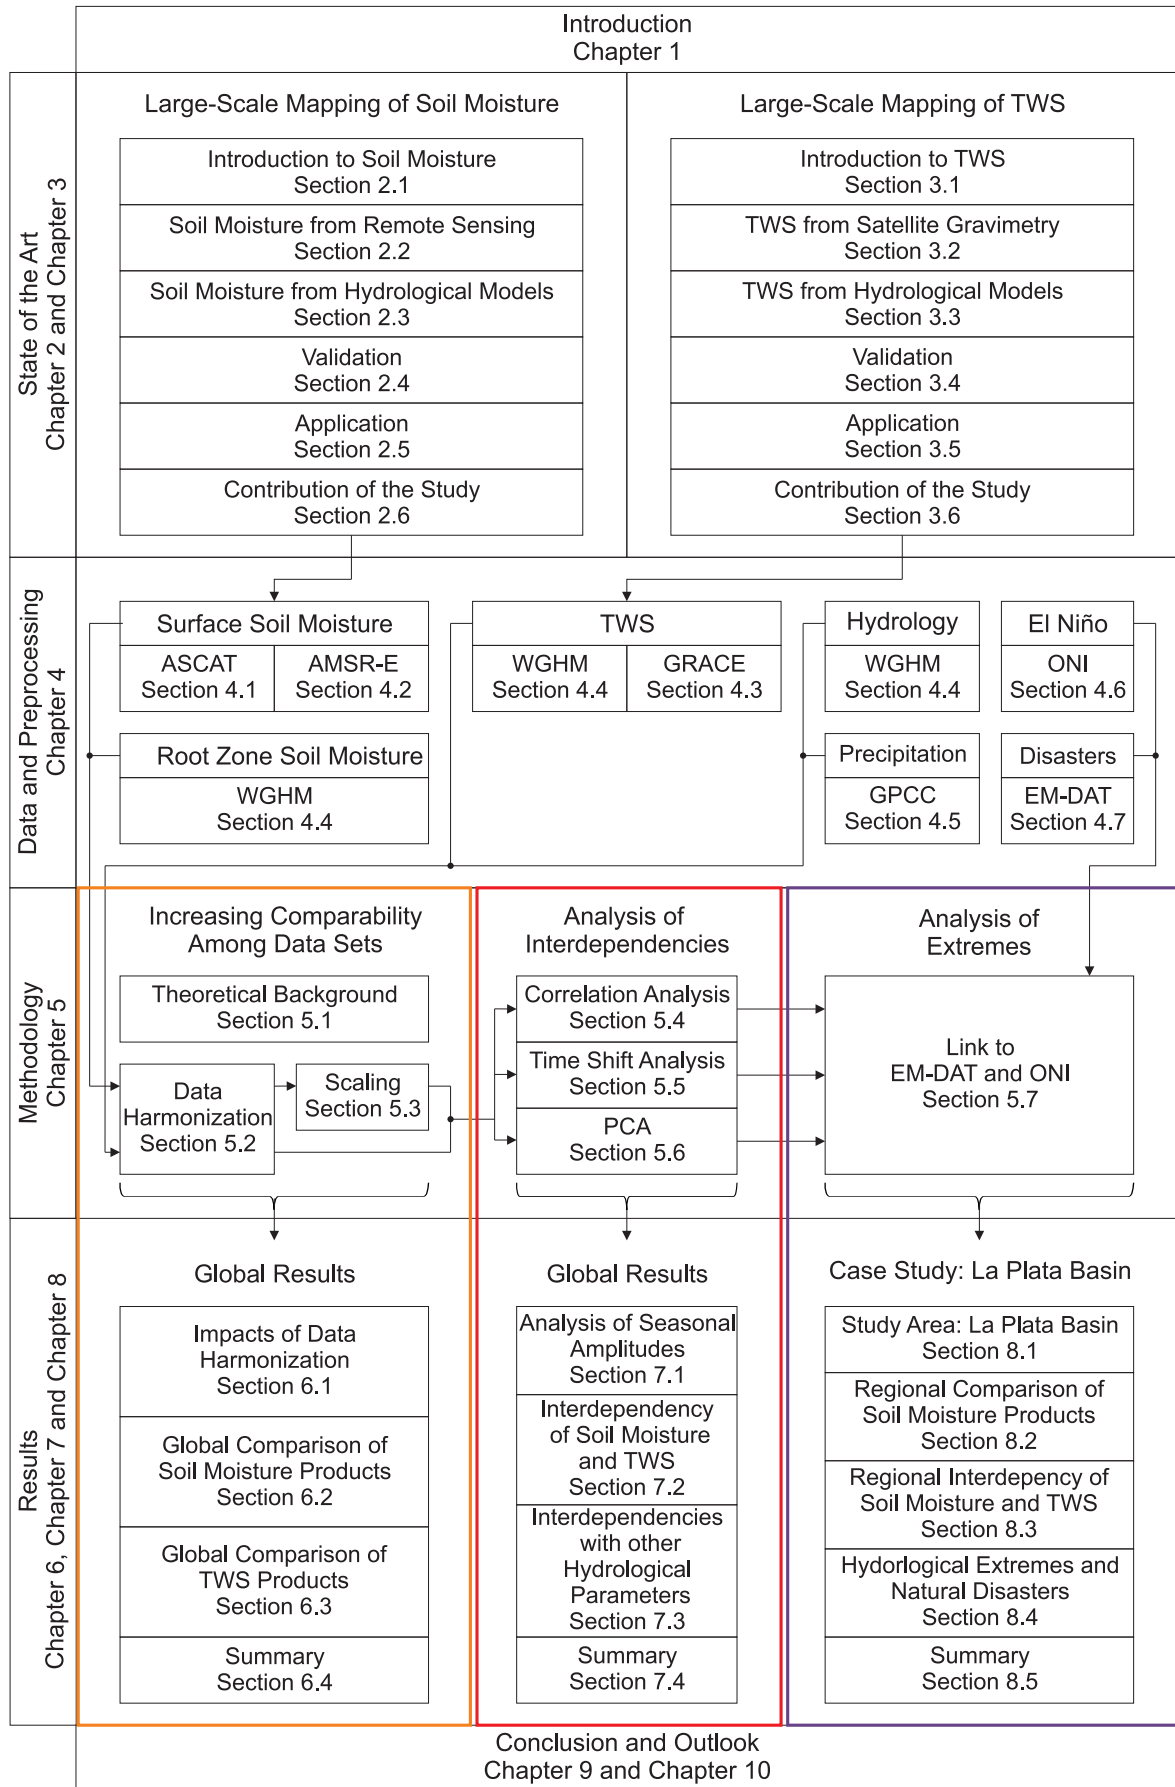 Introduction
Chapter 1
State of the Art
Chapter 2 and Chapter 3
Large-Scale Mapping of Soil Moisture
Introduction to Soil Moisture
Section 2.1
Soil Moisture from Remote Sensing
Section 2.2
Soil Moisture from Hydrological Models
Section 2.3
Validation
Section 2.4
Application
Section 2.5
Contribution of the Study
Section 2.6
Large-Scale Mapping of TWS
Introduction to TWS
Section 3.1
TWS from Satellite Gravimetry
Section 3.2
TWS from Hydrological Models
Section 3.3
Validation
Section 3.4
Application
Section 3.5
Contribution of the Study
Section 3.6
Data and Preprocessing
Chapter 4
Surface Soil Moisture
ASCAT
Section 4.1
AMSR-E
Section 4.2
Root Zone Soil Moisture
WGHM
Section 4.4
TWS
WGHM
Section 4.4
GRACE
Section 4.3
Hydrology
WGHM
Section 4.4
Precipitation
GPCC
Section 4.5
El Niño
ONI
Section 4.6
Disasters
EM-DAT
Section 4.7
Methodology
Chapter 5
Increasing Comparability
Among Data Sets
Theoretical Background
Section 5.1
Data
Harmonization
Section 5.2
Scaling
Section 5.3
Analysis of
Interdependencies
Correlation Analysis
Section 5.4
Time Shift Analysis
Section 5.5
PCA
Section 5.6
Analysis of
Extremes
Link to
EM-DAT and ONI
Section 5.7
Results
Chapter 6, Chapter 7 and Chapter 8
Global Results
Impacts of Data
Harmonization
Section 6.1
Global Comparison of
Soil Moisture Products
Section 6.2
Global Comparison of
TWS Products
Section 6.3
Summary
Section 6.4
Global Results
Analysis of Seasonal
Amplitudes
Section 7.1
Interdependency
of Soil Moisture
and TWS
Section 7.2
Interdependencies
with other
Hydrological
Parameters
Section 7.3
Summary
Section 7.4
Case Study: La Plata Basin
Study Area: La Plata Basin
Section 8.1
Regional Comparison of
Soil Moisture Products
Section 8.2
Regional Interdepency of
Soil Moisture and TWS
Section 8.3
Hydorlogical Extremes and
Natural Disasters
Section 8.4
Summary
Section 8.5
Conclusion and Outlook
Chapter 9 and Chapter 10